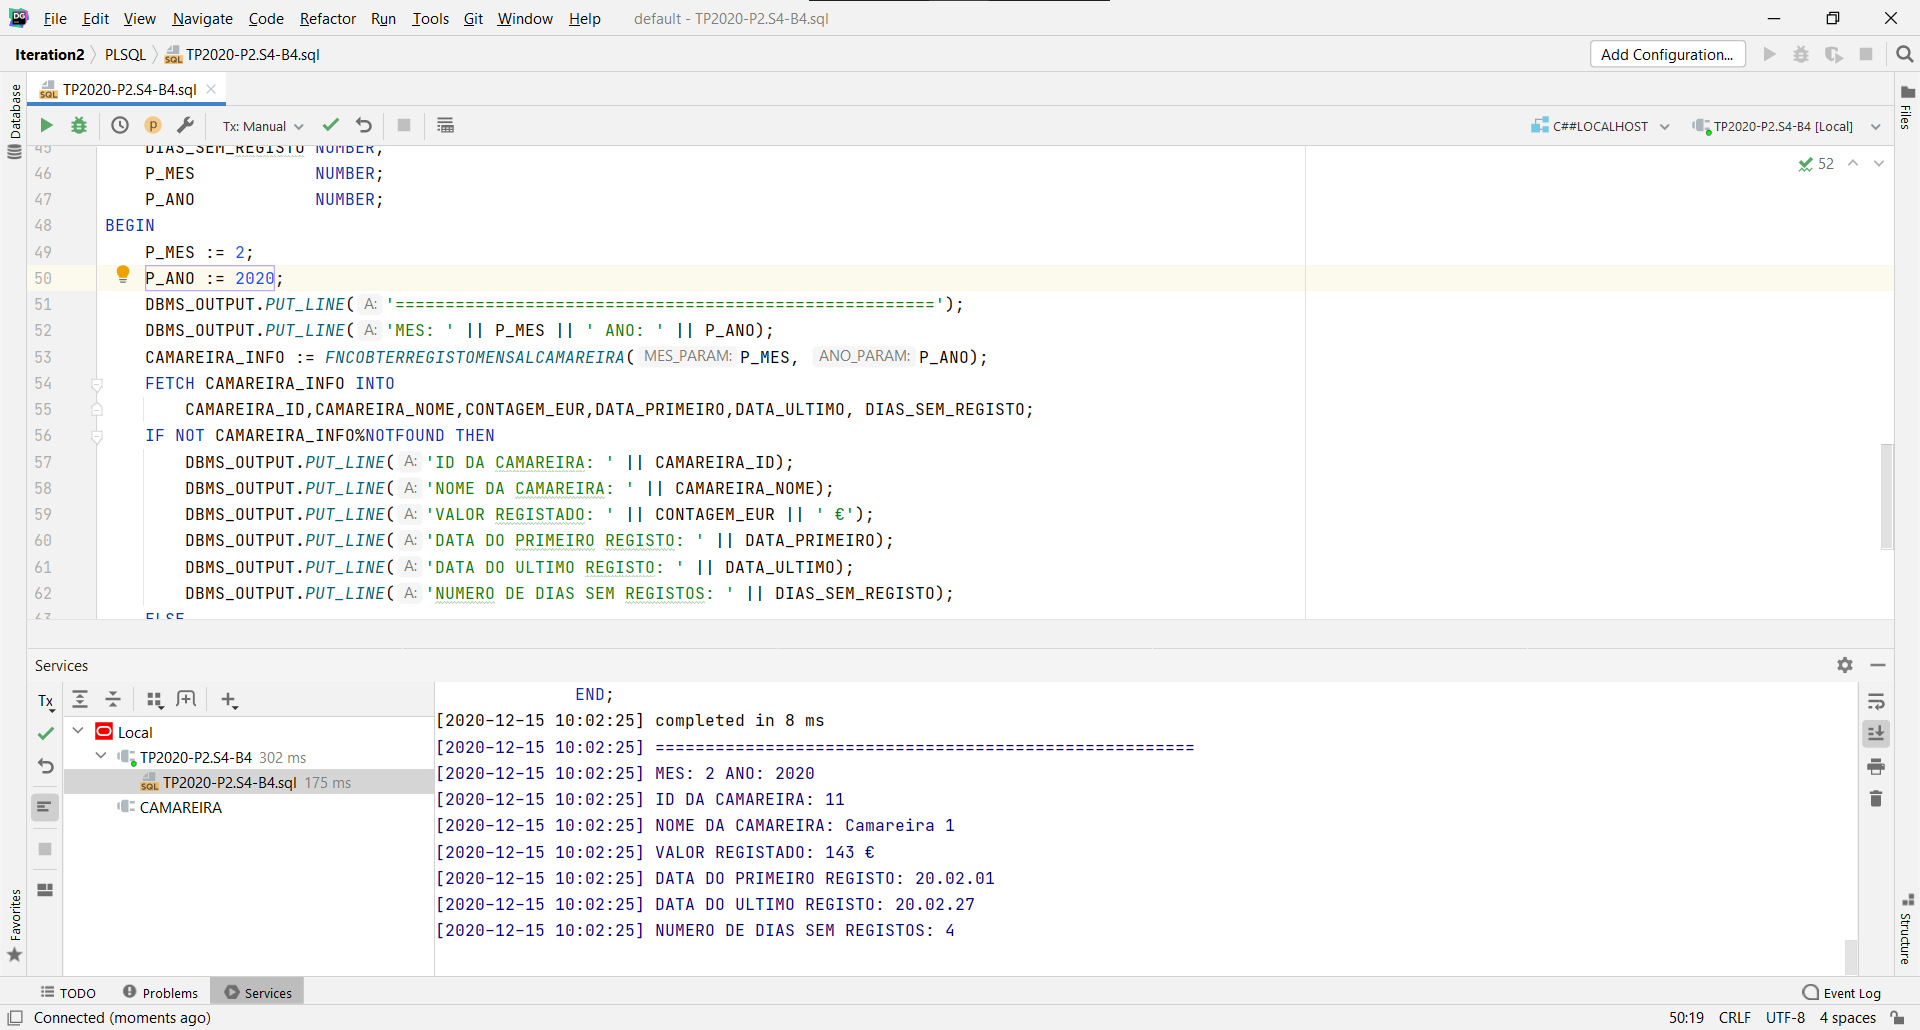 File Edit View Navigate Code Refactor Run Tools Git Window Help default - TP2020-P2.S4-B4.sql
Iteration2 PLSQL TP2020-P2.S4-B4.sql Add Configuration...
TP2020-P2.S4-B4.sql
Tx: Manual C##LOCALHOST TP2020-P2.S4-B4 [Local]
Database
Files
45 DIAS_SEM_REGISTO NUMBER;
46 P_MES NUMBER;
47 P_ANO NUMBER;
48 BEGIN
49 P_MES := 2;
50 P_ANO := 2020;
51 DBMS_OUTPUT.PUT_LINE( A: '======================================================');
52 DBMS_OUTPUT.PUT_LINE( A: 'MES: ' || P_MES || ' ANO: ' || P_ANO);
53 CAMAREIRA_INFO := FNCOBTERREGISTOMENSALCAMAREIRA( MES_PARAM: P_MES, ANO_PARAM: P_ANO);
54 FETCH CAMAREIRA_INFO INTO
55 CAMAREIRA_ID,CAMAREIRA_NOME,CONTAGEM_EUR,DATA_PRIMEIRO,DATA_ULTIMO, DIAS_SEM_REGISTO;
56 IF NOT CAMAREIRA_INFO%NOTFOUND THEN
57 DBMS_OUTPUT.PUT_LINE( A: 'ID DA CAMAREIRA: ' || CAMAREIRA_ID);
58 DBMS_OUTPUT.PUT_LINE( A: 'NOME DA CAMAREIRA: ' || CAMAREIRA_NOME);
59 DBMS_OUTPUT.PUT_LINE( A: 'VALOR REGISTADO: ' || CONTAGEM_EUR || ' €');
60 DBMS_OUTPUT.PUT_LINE( A: 'DATA DO PRIMEIRO REGISTO: ' || DATA_PRIMEIRO);
61 DBMS_OUTPUT.PUT_LINE( A: 'DATA DO ULTIMO REGISTO: ' || DATA_ULTIMO);
62 DBMS_OUTPUT.PUT_LINE( A: 'NUMERO DE DIAS SEM REGISTOS: ' || DIAS_SEM_REGISTO);
63 ELSE
52
Services
Tx
Local
TP2020-P2.S4-B4 302 ms
TP2020-P2.S4-B4.sql 175 ms
CAMAREIRA
END;
[2020-12-15 10:02:25] completed in 8 ms
[2020-12-15 10:02:25] ======================================================
[2020-12-15 10:02:25] MES: 2 ANO: 2020
[2020-12-15 10:02:25] ID DA CAMAREIRA: 11
[2020-12-15 10:02:25] NOME DA CAMAREIRA: Camareira 1
[2020-12-15 10:02:25] VALOR REGISTADO: 143 €
[2020-12-15 10:02:25] DATA DO PRIMEIRO REGISTO: 20.02.01
[2020-12-15 10:02:25] DATA DO ULTIMO REGISTO: 20.02.27
[2020-12-15 10:02:25] NUMERO DE DIAS SEM REGISTOS: 4
Favorites
Structure
TODO Problems Services Event Log
Connected (moments ago) 50:19 CRLF UTF-8 4 spaces